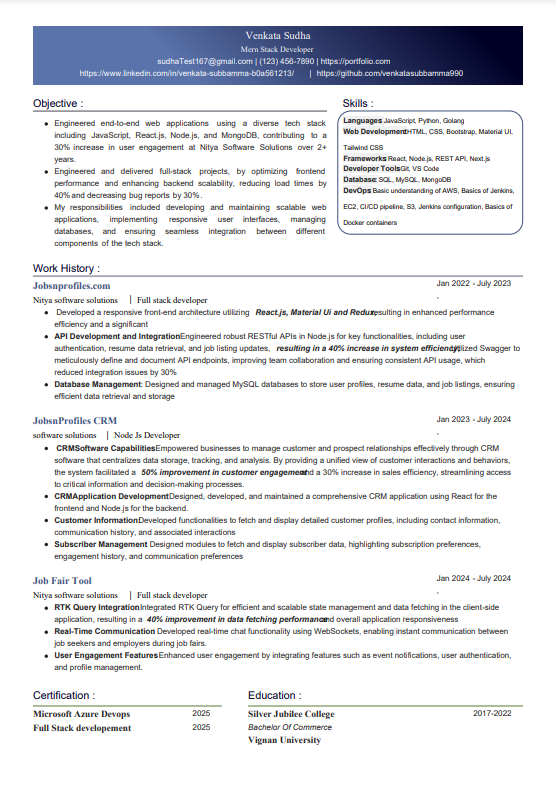 Venkata Sudha
Mern Stack Developer
sudhaTest167@gmail.com | (123) 456-7890 | https://portfolio.com
https://www.linkedin.com/in/venkata-subbamma-b0a561213/ | https://github.com/venkatasubbamma990
Objective :
● Engineered end-to-end web applications using a diverse tech stack
including JavaScript, React.js, Node.js, and MongoDB, contributing to a
30% increase in user engagement at Nitya Software Solutions over 2+
years.
● Engineered and delivered full-stack projects, by optimizing frontend
performance and enhancing backend scalability, reducing load times by
40% and decreasing bug reports by 30%.
● My responsibilities included developing and maintaining scalable web
applications, implementing responsive user interfaces, managing
databases, and ensuring seamless integration between different
components of the tech stack.
Skills :
Languages JavaScript, Python, Golang
Web Development HTML, CSS, Bootstrap, Material UI,
Tailwind CSS
Frameworks React, Node.js, REST API, Next.js
Developer Tools Git, VS Code
Database: SQL, MySQL, MongoDB
DevOps Basic understanding of AWS, Basics of Jenkins,
EC2, CI/CD pipeline, S3, Jenkins configuration, Basics of
Docker containers
Work History :
Jobsnprofiles.com Jan 2022 - July 2023
Nitya software solutions | Full stack developer .
● Developed a responsive front-end architecture utilizing React.js, Material Ui and Redux, resulting in enhanced performance
efficiency and a significant
● API Development and Integration Engineered robust RESTful APIs in Node.js for key functionalities, including user
authentication, resume data retrieval, and job listing updates, resulting in a 40% increase in system efficiency. Utilized Swagger to
meticulously define and document API endpoints, improving team collaboration and ensuring consistent API usage, which
reduced integration issues by 30%
● Database Management: Designed and managed MySQL databases to store user profiles, resume data, and job listings, ensuring
efficient data retrieval and storage
JobsnProfiles CRM Jan 2023 - July 2024
software solutions | Node Js Developer .
● CRMSoftware Capabilities Empowered businesses to manage customer and prospect relationships effectively through CRM
software that centralizes data storage, tracking, and analysis. By providing a unified view of customer interactions and behaviors,
the system facilitated a 50% improvement in customer engagement and a 30% increase in sales efficiency, streamlining access
to critical information and decision-making processes.
● CRMApplication Development Designed, developed, and maintained a comprehensive CRM application using React for the
frontend and Node.js for the backend.
● Customer Information Developed functionalities to fetch and display detailed customer profiles, including contact information,
communication history, and associated interactions
● Subscriber Management Designed modules to fetch and display subscriber data, highlighting subscription preferences,
engagement history, and communication preferences
Job Fair Tool Jan 2024 - July 2024
Nitya software solutions | Full stack developer .
● RTK Query Integration Integrated RTK Query for efficient and scalable state management and data fetching in the client-side
application, resulting in a 40% improvement in data fetching performance and overall application responsiveness
● Real-Time Communication Developed real-time chat functionality using WebSockets, enabling instant communication between
job seekers and employers during job fairs.
● User Engagement Features Enhanced user engagement by integrating features such as event notifications, user authentication,
and profile management.
Certification :
Microsoft Azure Devops 2025
Full Stack developement 2025
Education :
Silver Jubilee College 2017-2022
Bachelor Of Commerce
Vignan University